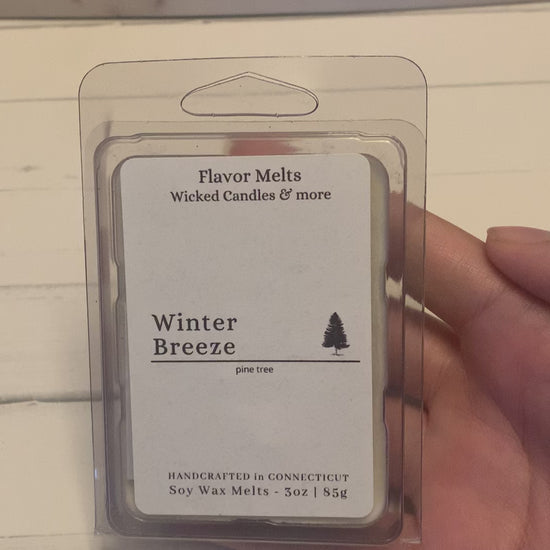 Flavor Melts
Wicked Candles & more
Winter
Breeze
pine tree
HANDCRAFTED in CONNECTICUT
Soy Wax Melts - 3oz | 85g